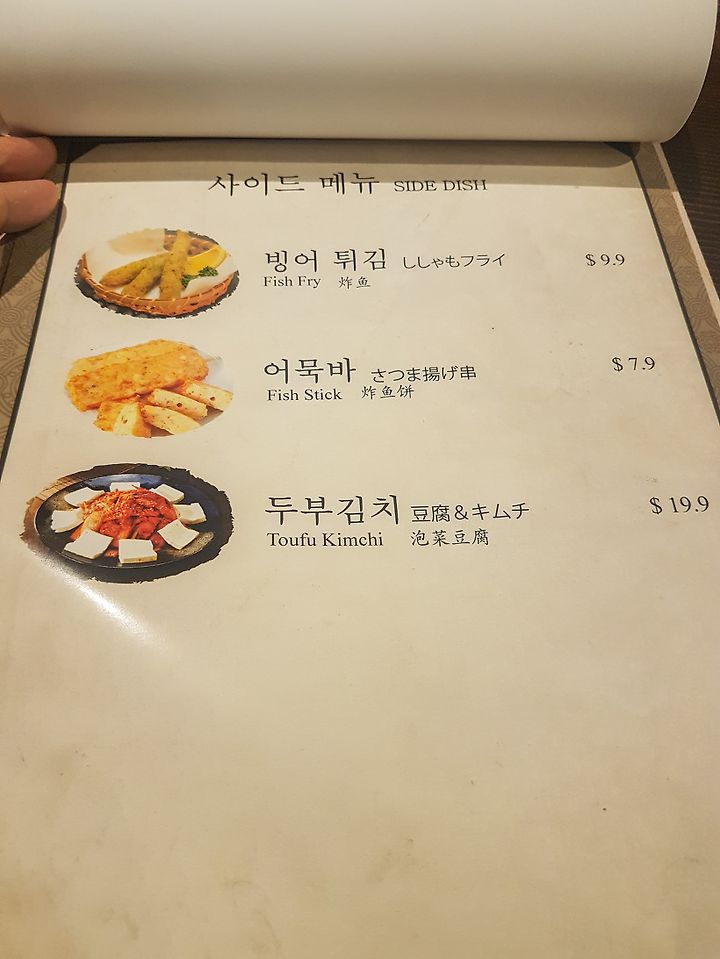 사이드 메뉴 SIDE DISH
빙어 튀김 ししゃもフライ $ 9.9
Fish Fry 炸鱼
어묵바 さつま揚げ串 $ 7.9
Fish Stick 炸鱼饼
두부김치 豆腐&キムチ $ 19.9
Toufu Kimchi 泡菜豆腐